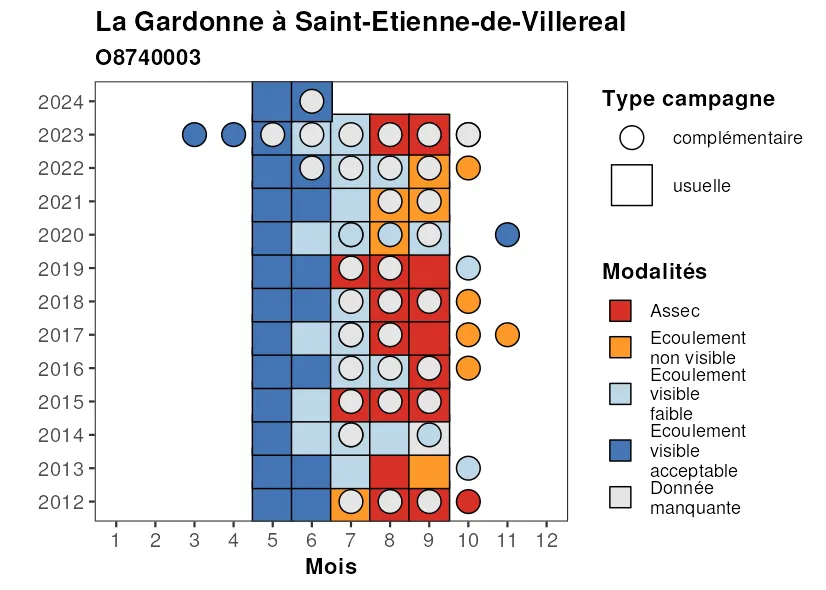 La Gardonne à Saint-Etienne-de-Villereal
O8740003
2024
2023
2022
2021
2020
2019
2018
2017
2016
2015
2014
2013
2012
1 2 3 4 5 6 7 8 9 10 11 12
Mois
Type campagne
complémentaire
usuelle
Modalités
Assec
Ecoulement
non visible
Ecoulement
visible
faible
Ecoulement
visible
acceptable
Donnée
manquante